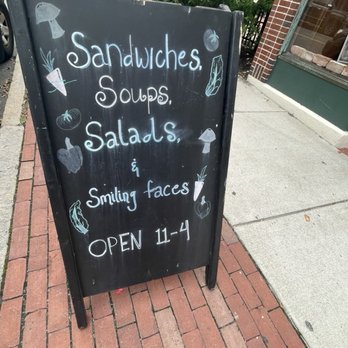 Sandwiches,
Soups,
Salads,
&
Smiling faces
OPEN 11-4